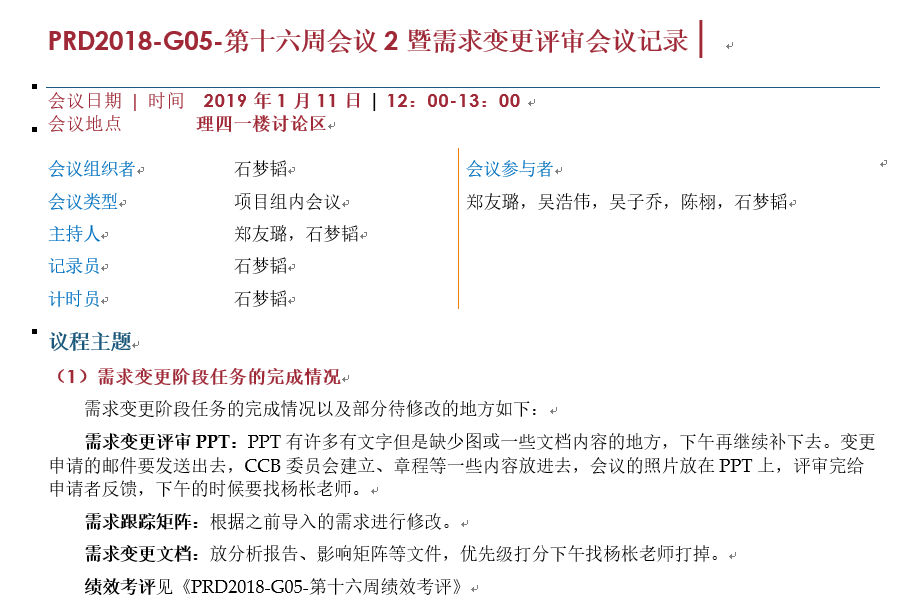 PRD2018-G05-第十六周会议 2 暨需求变更评审会议记录
会议日期 | 时间 2019 年 1 月 11 日 | 12：00-13：00
会议地点 理四一楼讨论区
会议组织者 石梦韬
会议类型 项目组内会议
主持人 郑友璐，石梦韬
记录员 石梦韬
计时员 石梦韬
会议参与者
郑友璐，吴浩伟，吴子乔，陈栩，石梦韬
议程主题
（1）需求变更阶段任务的完成情况
需求变更阶段任务的完成情况以及部分待修改的地方如下：
需求变更评审 PPT：PPT 有许多有文字但是缺少图或一些文档内容的地方，下午再继续补下去。变更
申请的邮件要发送出去，CCB 委员会建立、章程等一些内容放进去，会议的照片放在 PPT 上，评审完给
申请者反馈，下午的时候要找杨枨老师。
需求跟踪矩阵：根据之前导入的需求进行修改。
需求变更文档：放分析报告、影响矩阵等文件，优先级打分下午找杨枨老师打掉。
绩效考评见《PRD2018-G05-第十六周绩效考评》